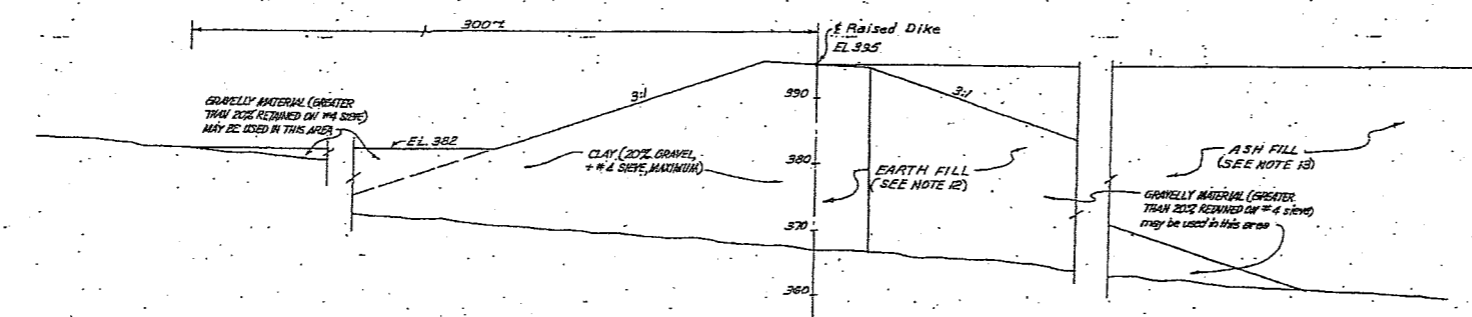 300'±
℄ Raised Dike
EL 395
GRAVELLY MATERIAL (GREATER
THAN 20% RETAINED ON #4 SIEVE)
MAY BE USED IN THIS AREA
EL. 382
3:1
390
3:1
CLAY (20% GRAVEL,
+ #4 SIEVE, MAXIMUM)
380
EARTH FILL
(SEE NOTE 12)
ASH FILL
(SEE NOTE 13)
GRAVELLY MATERIAL (GREATER
THAN 20% RETAINED ON #4 sieve)
may be used in this area
370
360